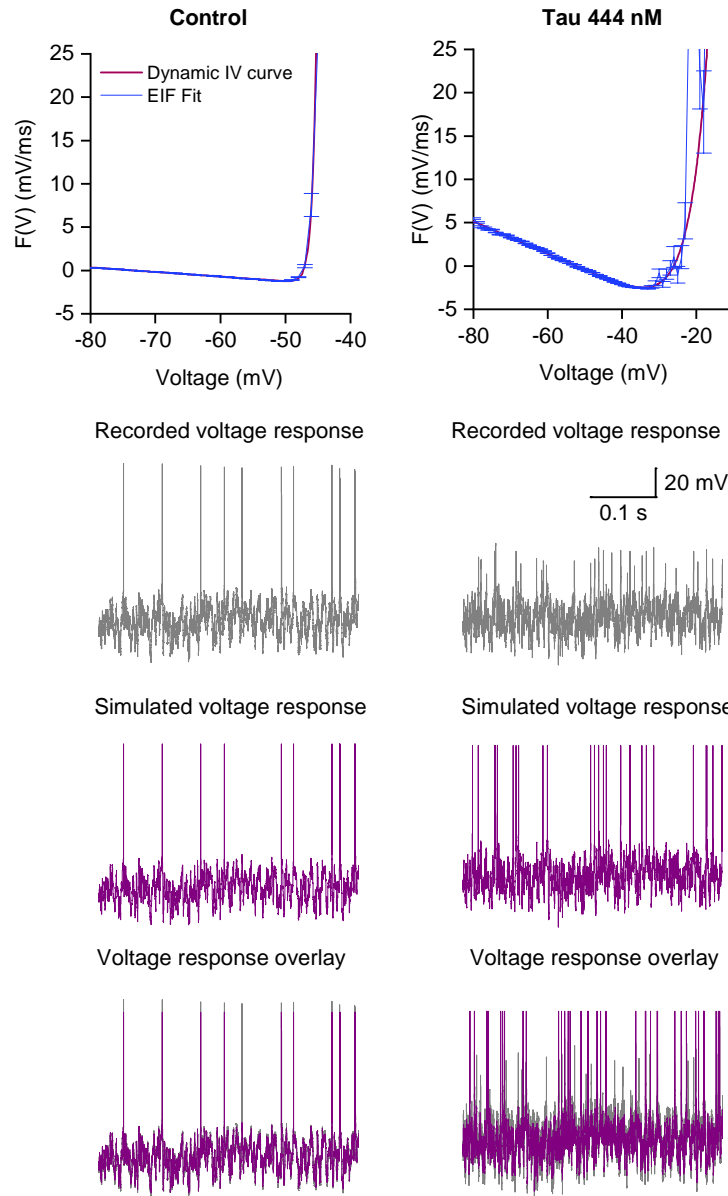 Control
Tau 444 nM
25
20
15
10
5
0
-5
F(V) (mV/ms)
Dynamic IV curve
EIF Fit
-80 -70 -60 -50 -40
Voltage (mV)
25
20
15
10
5
0
-5
F(V) (mV/ms)
-80 -60 -40 -20
Voltage (mV)
Recorded voltage response
Recorded voltage response
20 mV
0.1 s
Simulated voltage response
Simulated voltage response
Voltage response overlay
Voltage response overlay